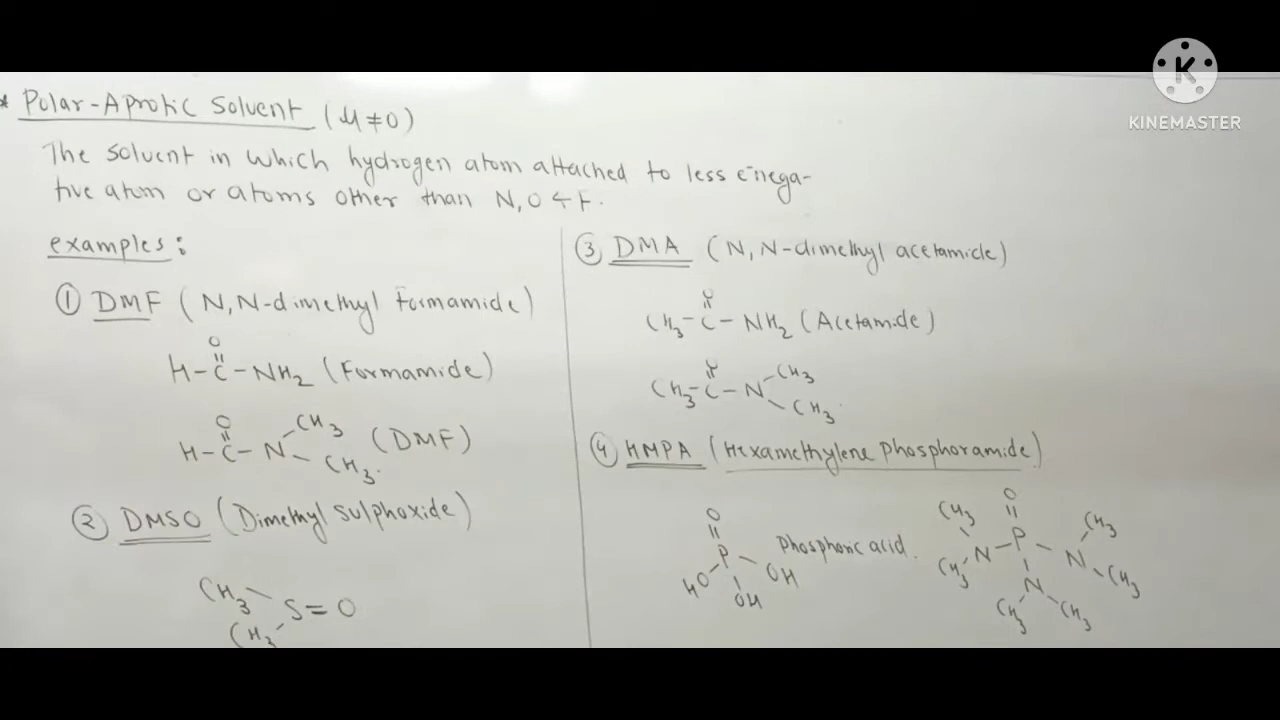 * Polar-Aprotic Solvent (μ≠0)
The solvent in which hydrogen atom attached to less e⁻nega-
tive atom or atoms other than N, O & F.
examples:
① DMF (N,N-dimethyl Formamide)
O
H-C-NH2 (Formamide)
O
H-C-N
CH3
CH3
(DMF)
② DMSO (Dimethyl sulphoxide)
CH3
S=O
CH3
③ DMA (N,N-dimethyl acetamide)
O
CH3-C-NH2 (Acetamide)
O
CH3-C-N
CH3
CH3
④ HMPA (Hexamethylene phosphoramide)
O
P
HO
OH
OH
Phosphoric acid.
O
CH3
P
CH3
N
N
CH3
N
CH3
CH3
CH3
KINEMASTER